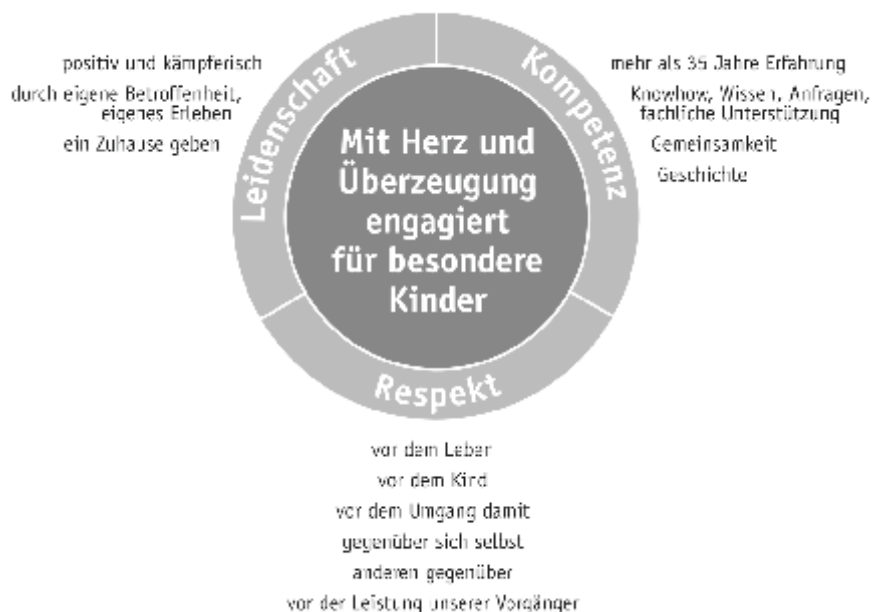 Leidenschaft
positiv und kämpferisch
durch eigene Betroffenheit,
eigenes Erleben
ein Zuhause geben
Kompetenz
mehr als 35 Jahre Erfahrung
Knowhow, Wissen, Anfragen,
fachliche Unterstützung
Gemeinsamkeit
Geschichte
Mit Herz und
Überzeugung
engagiert
für besondere
Kinder
Respekt
vor dem Leben
vor dem Kind
vor dem Umgang damit
gegenüber sich selbst
anderen gegenüber
vor der Leistung unserer Vorgänger